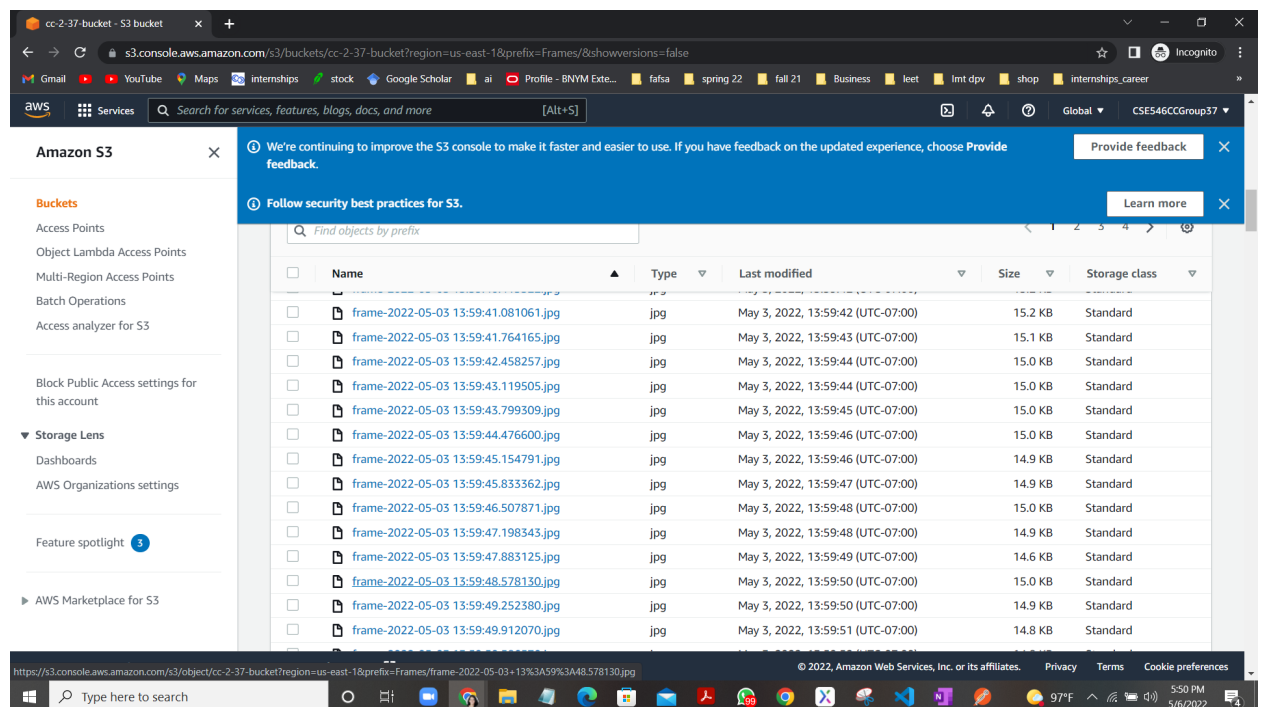 cc-2-37-bucket - S3 bucket
s3.console.aws.amazon.com/s3/buckets/cc-2-37-bucket?region=us-east-1&prefix=Frames/&showversions=false
Incognito
Gmail YouTube Maps internships stock Google Scholar ai Profile - BNYM Exte... fafsa spring 22 fall 21 Business leet lmt dpv shop internships_career »
aws Services Search for services, features, blogs, docs, and more [Alt+S] Global CSE546CCGroup37
Amazon S3
Buckets
Access Points
Object Lambda Access Points
Multi-Region Access Points
Batch Operations
Access analyzer for S3
Block Public Access settings for
this account
Storage Lens
Dashboards
AWS Organizations settings
Feature spotlight 3
AWS Marketplace for S3
We're continuing to improve the S3 console to make it faster and easier to use. If you have feedback on the updated experience, choose Provide
feedback.
Provide feedback
Follow security best practices for S3.
Learn more
Find objects by prefix
1 2 3 4
Name Type Last modified Size Storage class
frame-2022-05-03 13:59:41.081061.jpg jpg May 3, 2022, 13:59:42 (UTC-07:00) 15.2 KB Standard
frame-2022-05-03 13:59:41.764165.jpg jpg May 3, 2022, 13:59:43 (UTC-07:00) 15.1 KB Standard
frame-2022-05-03 13:59:42.458257.jpg jpg May 3, 2022, 13:59:44 (UTC-07:00) 15.0 KB Standard
frame-2022-05-03 13:59:43.119505.jpg jpg May 3, 2022, 13:59:44 (UTC-07:00) 15.0 KB Standard
frame-2022-05-03 13:59:43.799309.jpg jpg May 3, 2022, 13:59:45 (UTC-07:00) 15.0 KB Standard
frame-2022-05-03 13:59:44.476600.jpg jpg May 3, 2022, 13:59:46 (UTC-07:00) 15.0 KB Standard
frame-2022-05-03 13:59:45.154791.jpg jpg May 3, 2022, 13:59:46 (UTC-07:00) 14.9 KB Standard
frame-2022-05-03 13:59:45.833362.jpg jpg May 3, 2022, 13:59:47 (UTC-07:00) 14.9 KB Standard
frame-2022-05-03 13:59:46.507871.jpg jpg May 3, 2022, 13:59:48 (UTC-07:00) 15.0 KB Standard
frame-2022-05-03 13:59:47.198343.jpg jpg May 3, 2022, 13:59:48 (UTC-07:00) 14.9 KB Standard
frame-2022-05-03 13:59:47.883125.jpg jpg May 3, 2022, 13:59:49 (UTC-07:00) 14.6 KB Standard
frame-2022-05-03 13:59:48.578130.jpg jpg May 3, 2022, 13:59:50 (UTC-07:00) 15.0 KB Standard
frame-2022-05-03 13:59:49.252380.jpg jpg May 3, 2022, 13:59:50 (UTC-07:00) 14.9 KB Standard
frame-2022-05-03 13:59:49.912070.jpg jpg May 3, 2022, 13:59:51 (UTC-07:00) 14.8 KB Standard
https://s3.console.aws.amazon.com/s3/object/cc-2-37-bucket?region=us-east-1&prefix=Frames/frame-2022-05-03+13%3A59%3A48.578130.jpg
© 2022, Amazon Web Services, Inc. or its affiliates. Privacy Terms Cookie preferences
Type here to search
99
97°F
5:50 PM
5/6/2022
4